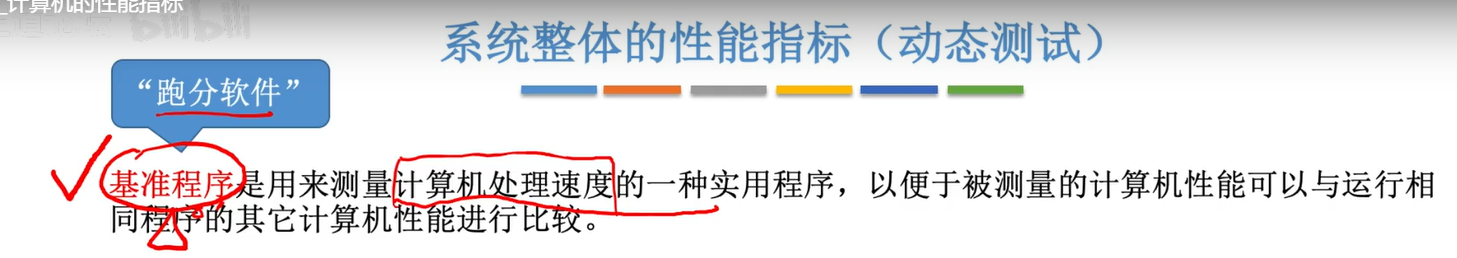 _计算机的性能指标
bilibili
系统整体的性能指标（动态测试）
“跑分软件”
基准程序是用来测量计算机处理速度的一种实用程序，以便于被测量的计算机性能可以与运行相
同程序的其它计算机性能进行比较。